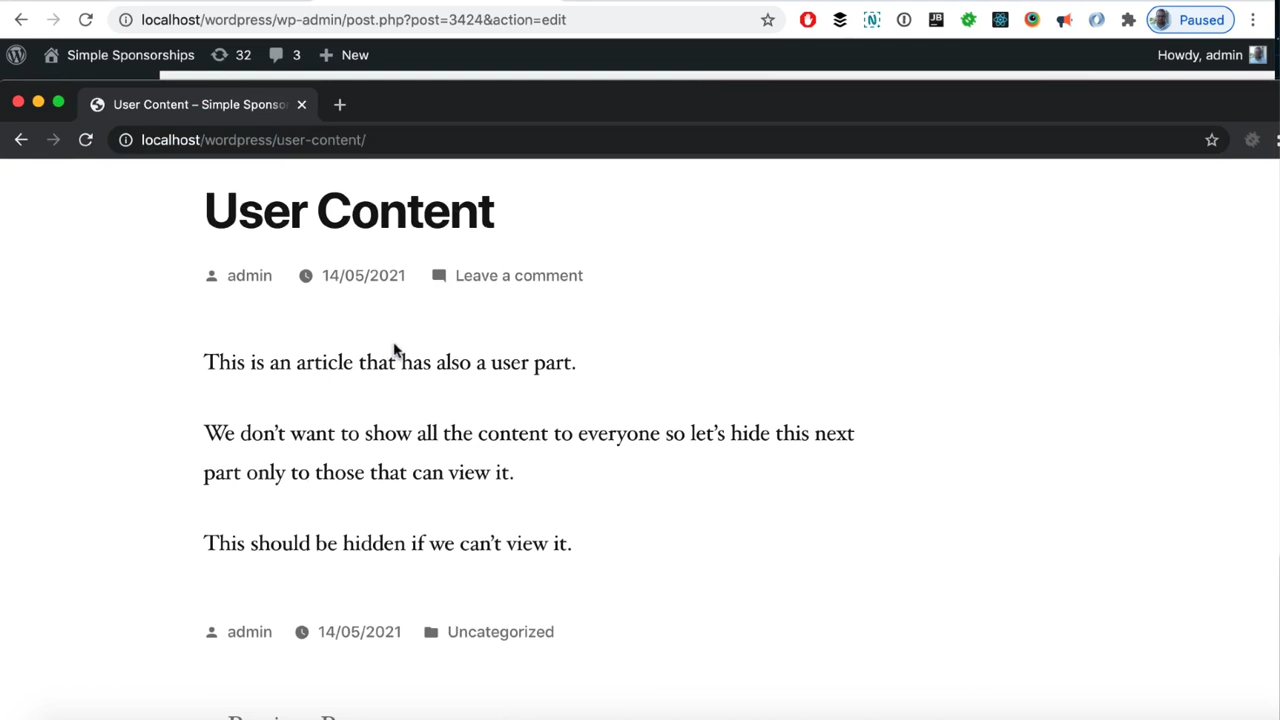 localhost/wordpress/wp-admin/post.php?post=3424&action=edit
JB
Paused
Simple Sponsorships 32 3 New Howdy, admin
User Content – Simple Sponso
localhost/wordpress/user-content/
User Content
admin 14/05/2021 Leave a comment
This is an article that has also a user part.
We don’t want to show all the content to everyone so let’s hide this next
part only to those that can view it.
This should be hidden if we can’t view it.
admin 14/05/2021 Uncategorized